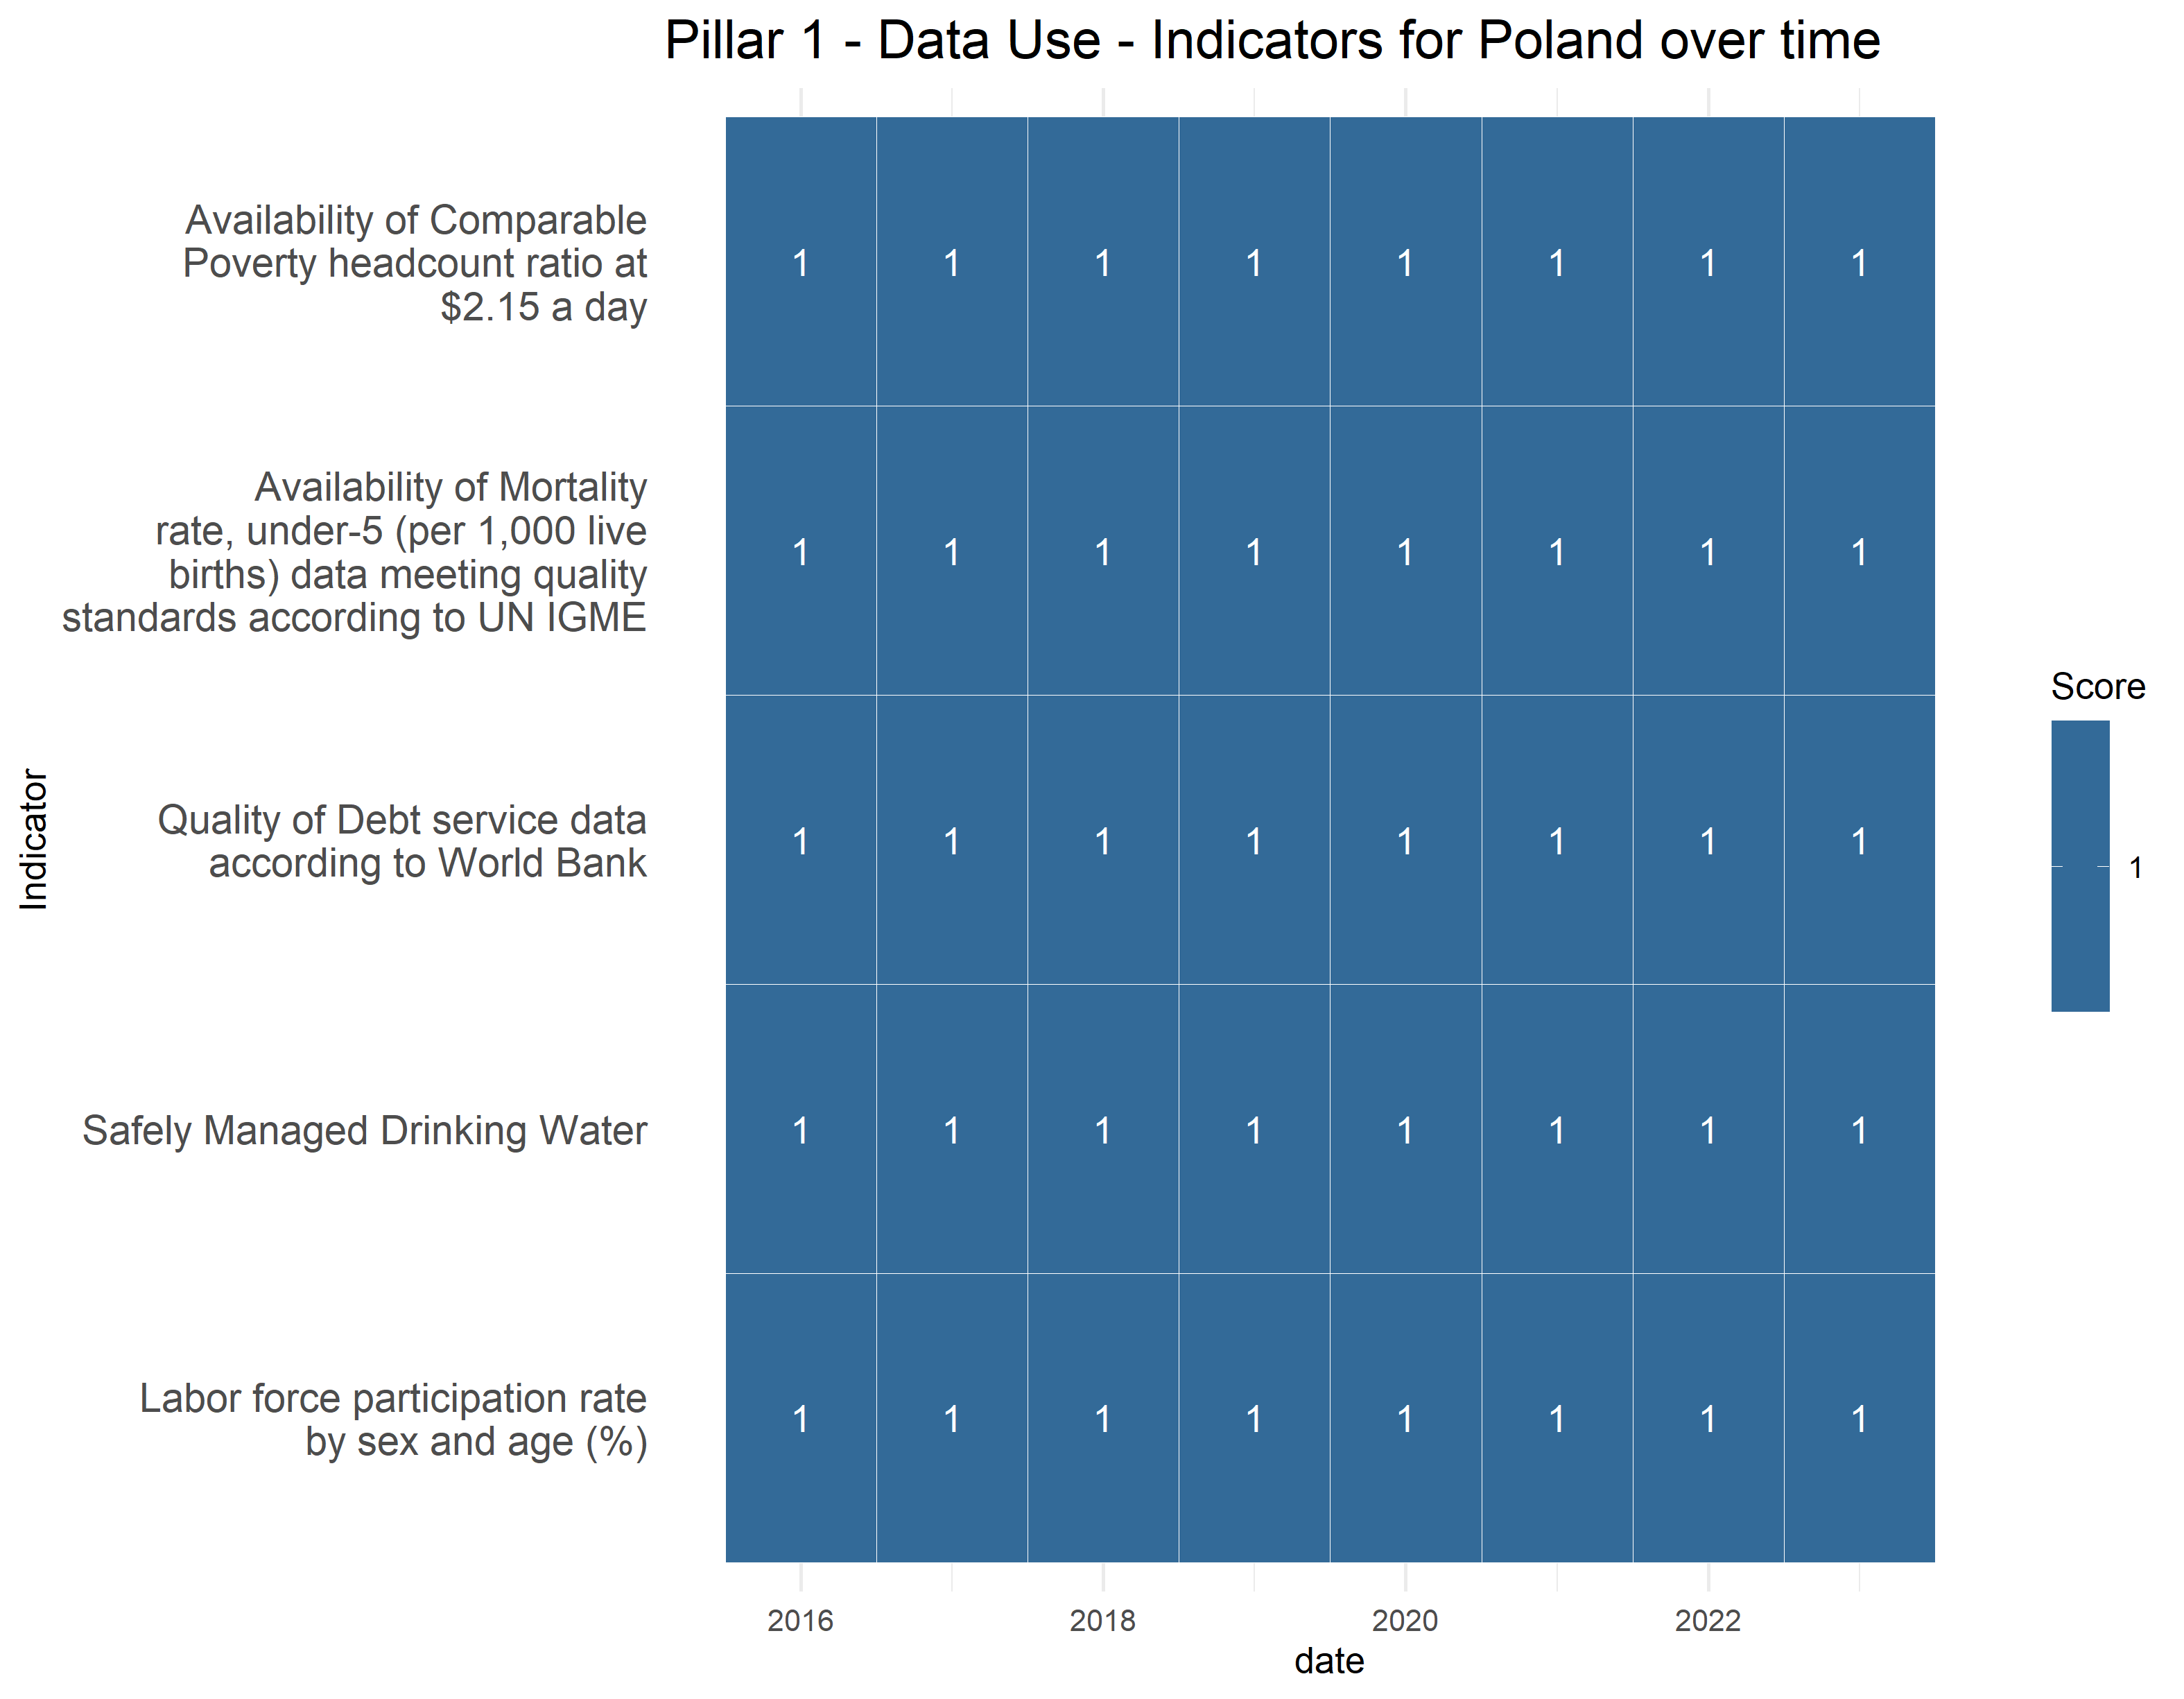 Pillar 1 - Data Use - Indicators for Poland over time
Indicator
Availability of Comparable
Poverty headcount ratio at
$2.15 a day
1 1 1 1 1 1 1 1
Availability of Mortality
rate, under-5 (per 1,000 live
births) data meeting quality
standards according to UN IGME
1 1 1 1 1 1 1 1
Quality of Debt service data
according to World Bank
1 1 1 1 1 1 1 1
Safely Managed Drinking Water
1 1 1 1 1 1 1 1
Labor force participation rate
by sex and age (%)
1 1 1 1 1 1 1 1
2016 2018 2020 2022
date
Score
1